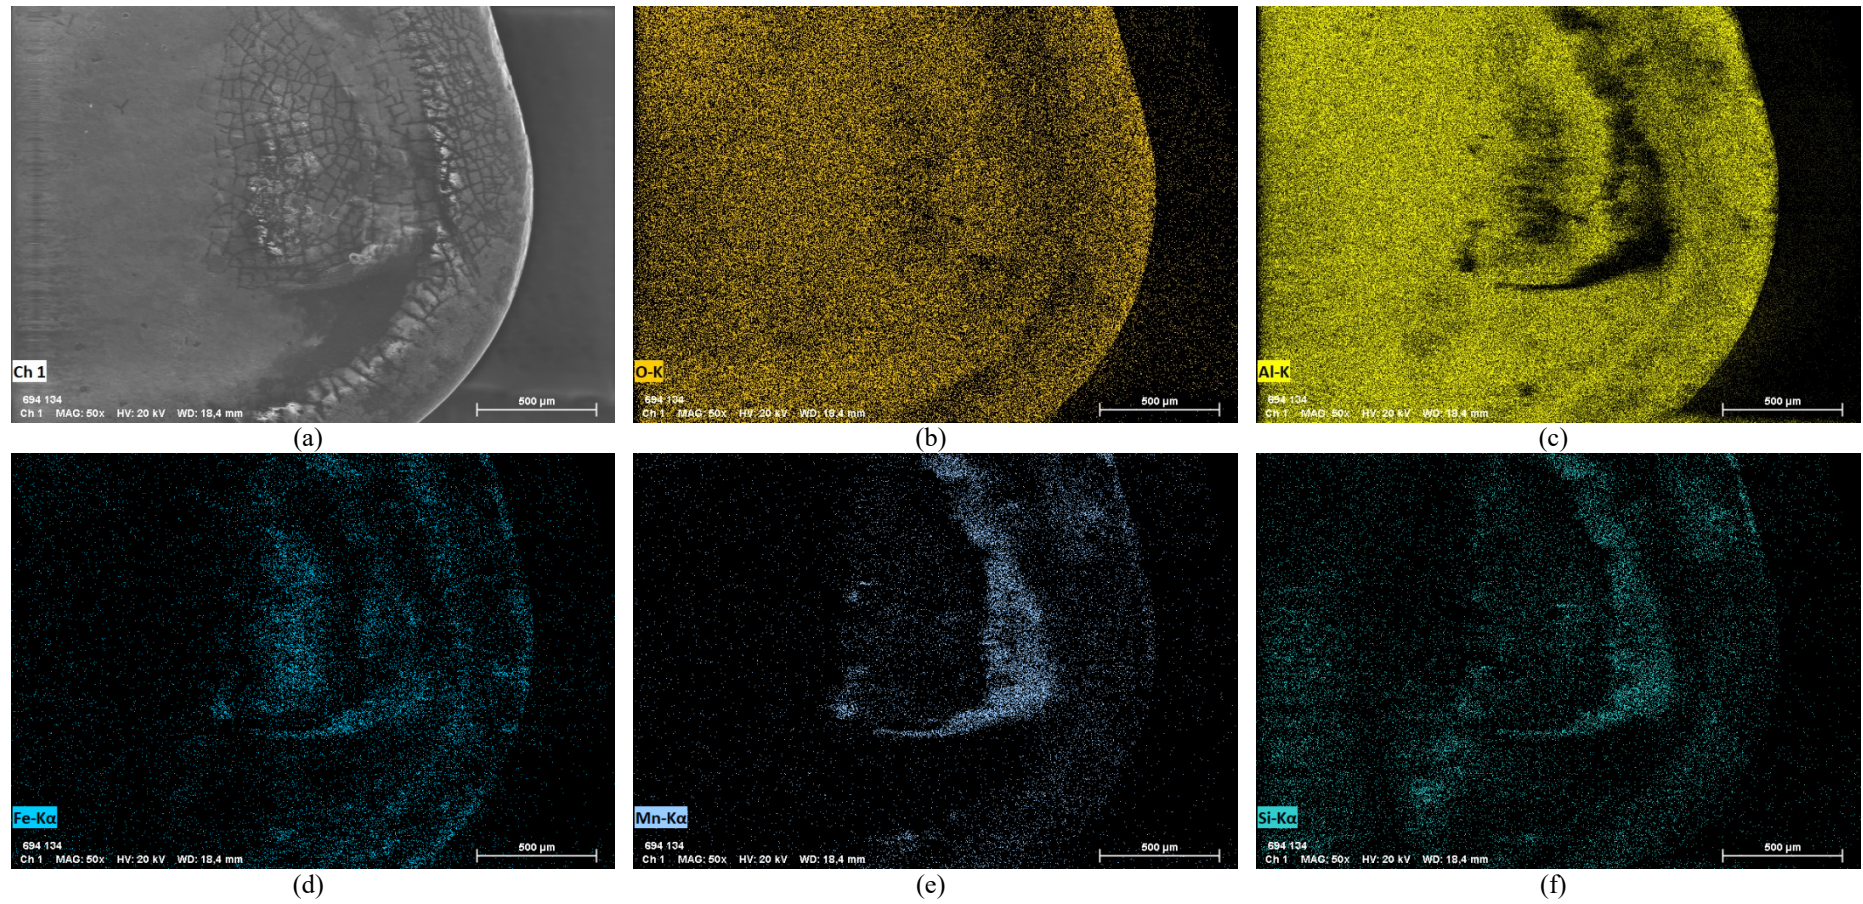 Ch 1
694 134
Ch 1 MAG: 50x HV: 20 kV WD: 18,4 mm
500 µm
(a)
O-K
694 134
Ch 1 MAG: 50x HV: 20 kV WD: 18,4 mm
500 µm
(b)
Al-K
694 134
Ch 1 MAG: 50x HV: 20 kV WD: 18,4 mm
500 µm
(c)
Fe-Kα
694 134
Ch 1 MAG: 50x HV: 20 kV WD: 18,4 mm
500 µm
(d)
Mn-Kα
694 134
Ch 1 MAG: 50x HV: 20 kV WD: 18,4 mm
500 µm
(e)
Si-Kα
694 134
Ch 1 MAG: 50x HV: 20 kV WD: 18,4 mm
500 µm
(f)